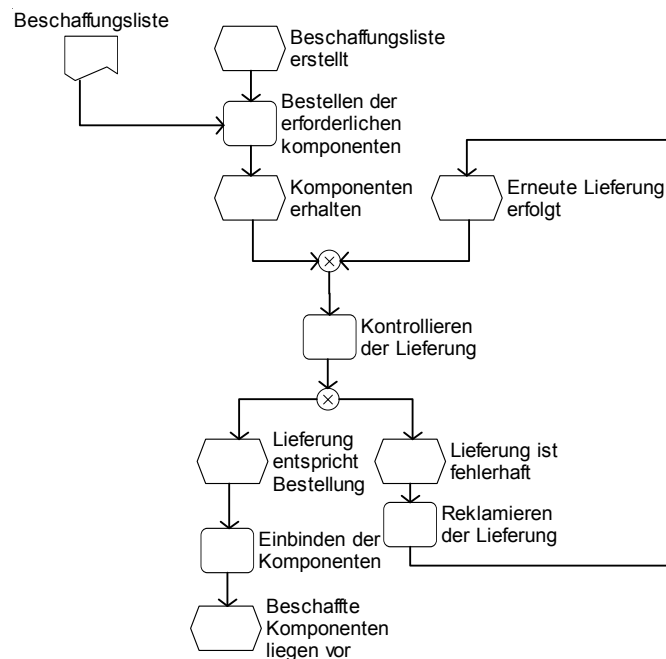 Beschaffungsliste
Beschaffungsliste
erstellt
Bestellen der
erforderlichen
komponenten
Komponenten
erhalten
Erneute Lieferung
erfolgt
Kontrollieren
der Lieferung
Lieferung
entspricht
Bestellung
Lieferung ist
fehlerhaft
Reklamieren
der Lieferung
Einbinden der
Komponenten
Beschaffte
Komponenten
liegen vor